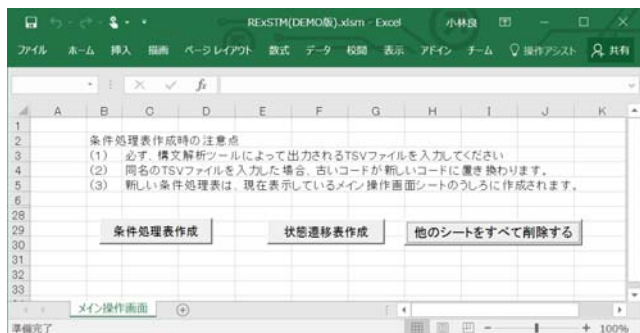 RExSTM(DEMO版).xlsm - Excel 小林良
ファイル ホーム 挿入 描画 ページレイアウト 数式 データ 校閲 表示 アドイン チーム 操作アシスト 共有
fx
A B C D E F G H I J K
1
2 条件処理表作成時の注意点
3 (1) 必ず、構文解析ツールによって出力されるTSVファイルを入力してください
4 (2) 同名のTSVファイルを入力した場合、古いコードが新しいコードに置き換わります。
5 (3) 新しい条件処理表は、現在表示しているメイン操作画面シートのうしろに作成されます。
6
28
29 条件処理表作成 状態遷移表作成 他のシートをすべて削除する
30
31
32
33
メイン操作画面
準備完了 100%